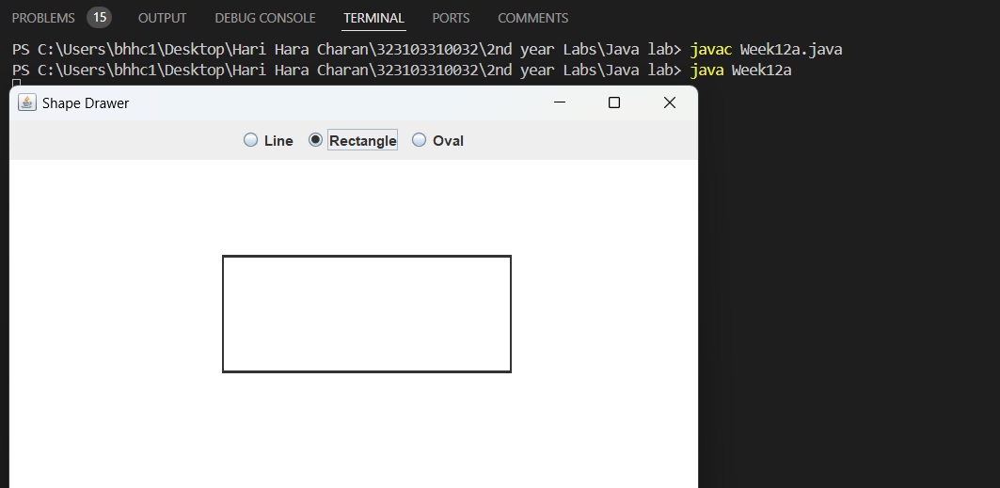 PROBLEMS 15 OUTPUT DEBUG CONSOLE TERMINAL PORTS COMMENTS
PS C:\Users\bhhc1\Desktop\Hari Hara Charan\323103310032\2nd year Labs\Java lab> javac Week12a.java
PS C:\Users\bhhc1\Desktop\Hari Hara Charan\323103310032\2nd year Labs\Java lab> java Week12a
Shape Drawer
Line Rectangle Oval